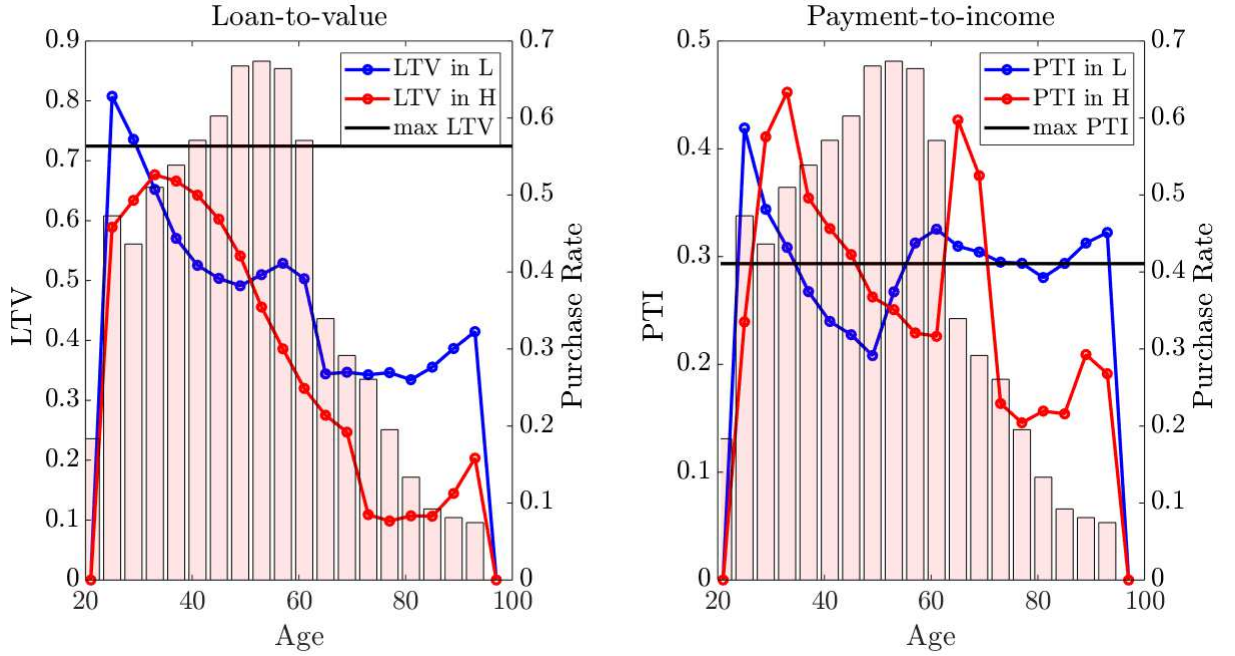 Loan-to-value
0.9
0.8
0.7
0.6
0.5
0.4
0.3
0.2
0.1
0
LTV
LTV in L
LTV in H
max LTV
0.7
0.6
0.5
0.4
0.3
0.2
0.1
0
Purchase Rate
20 40 60 80 100
Age
Payment-to-income
0.5
0.4
0.3
0.2
0.1
0
PTI
PTI in L
PTI in H
max PTI
0.7
0.6
0.5
0.4
0.3
0.2
0.1
0
Purchase Rate
20 40 60 80 100
Age